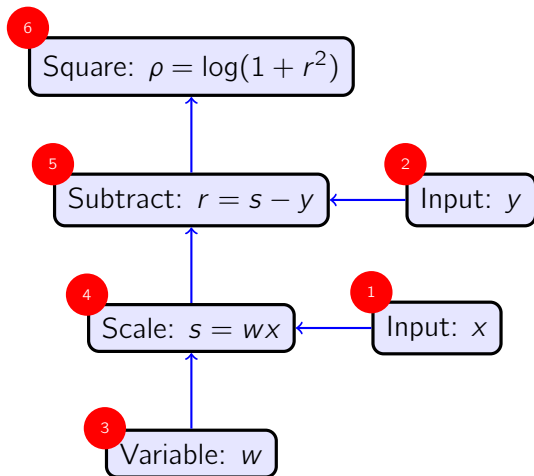 6
Square: ρ = log(1 + r²)
5
Subtract: r = s − y
2
Input: y
4
Scale: s = wx
1
Input: x
3
Variable: w